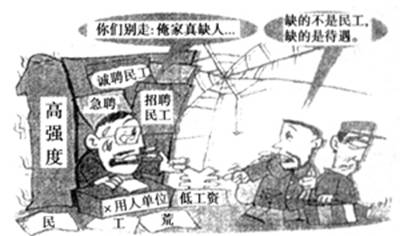 你们别走:俺家真缺人...
缺的不是民工,
缺的是待遇。
诚聘民工
急聘
招聘
民工
高强度
×用人单位
低工资
民 工 荒